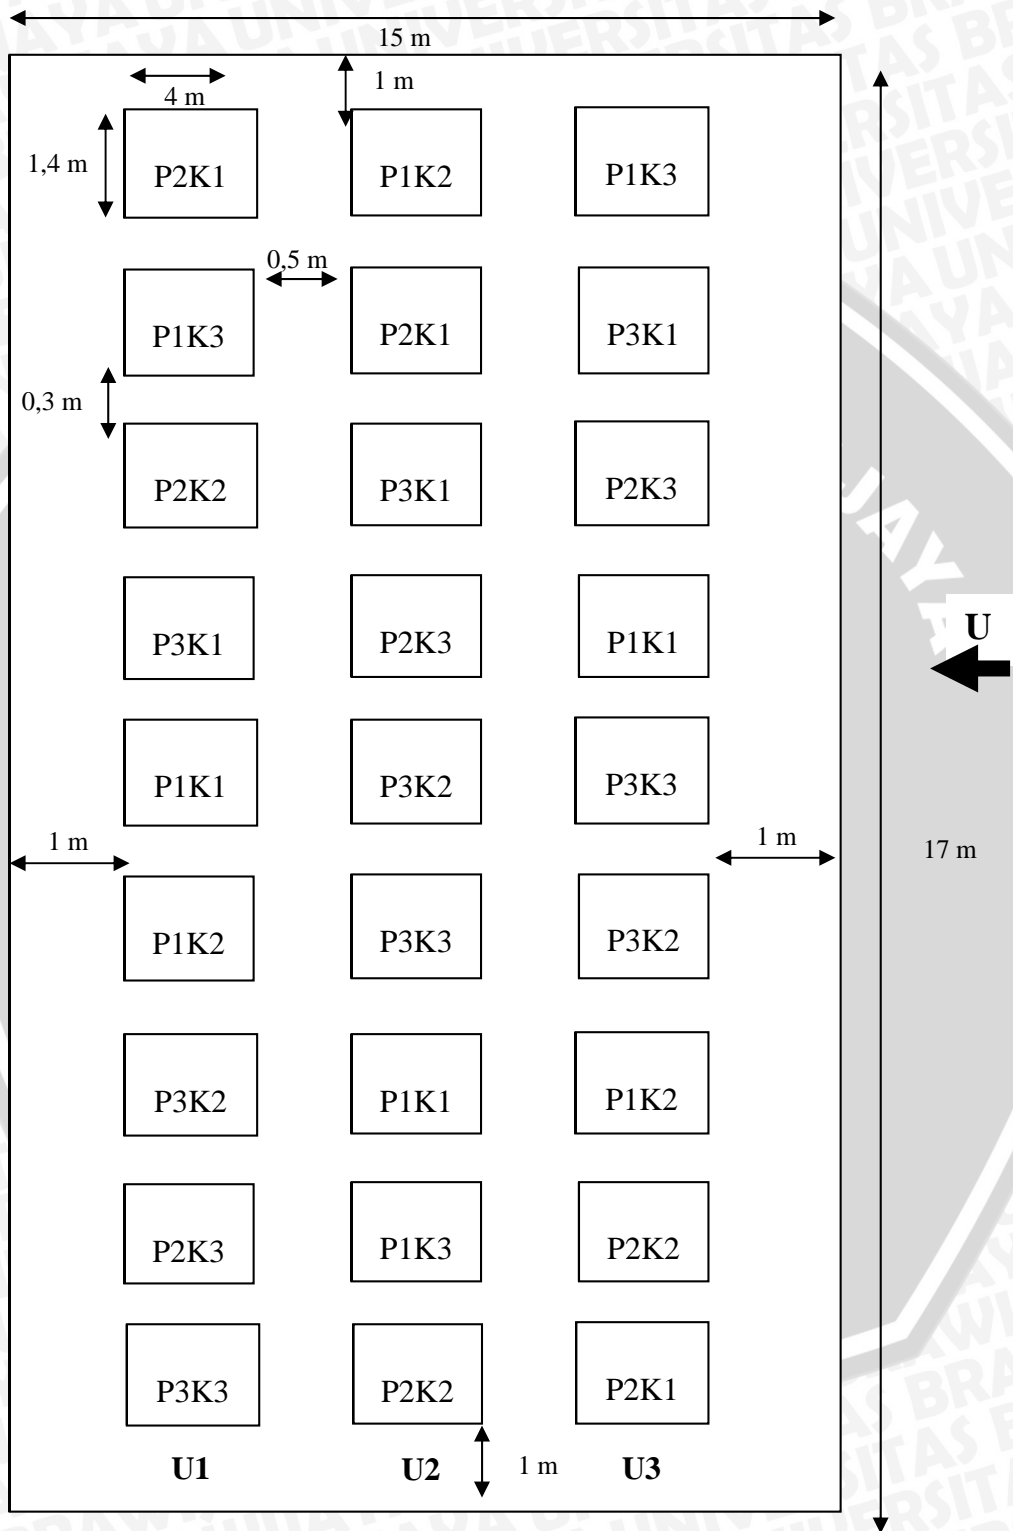 15 m
1 m
4 m
1,4 m
P2K1 P1K2 P1K3
0,5 m
P1K3 P2K1 P3K1
0,3 m
P2K2 P3K1 P2K3
JAYA
U
P3K1 P2K3 P1K1
P1K1 P3K2 P3K3
1 m 1 m 17 m
P1K2 P3K3 P3K2
P3K2 P1K1 P1K2
P2K3 P1K3 P2K2
P3K3 P2K2 P2K1
U1 U2 U3
1 m